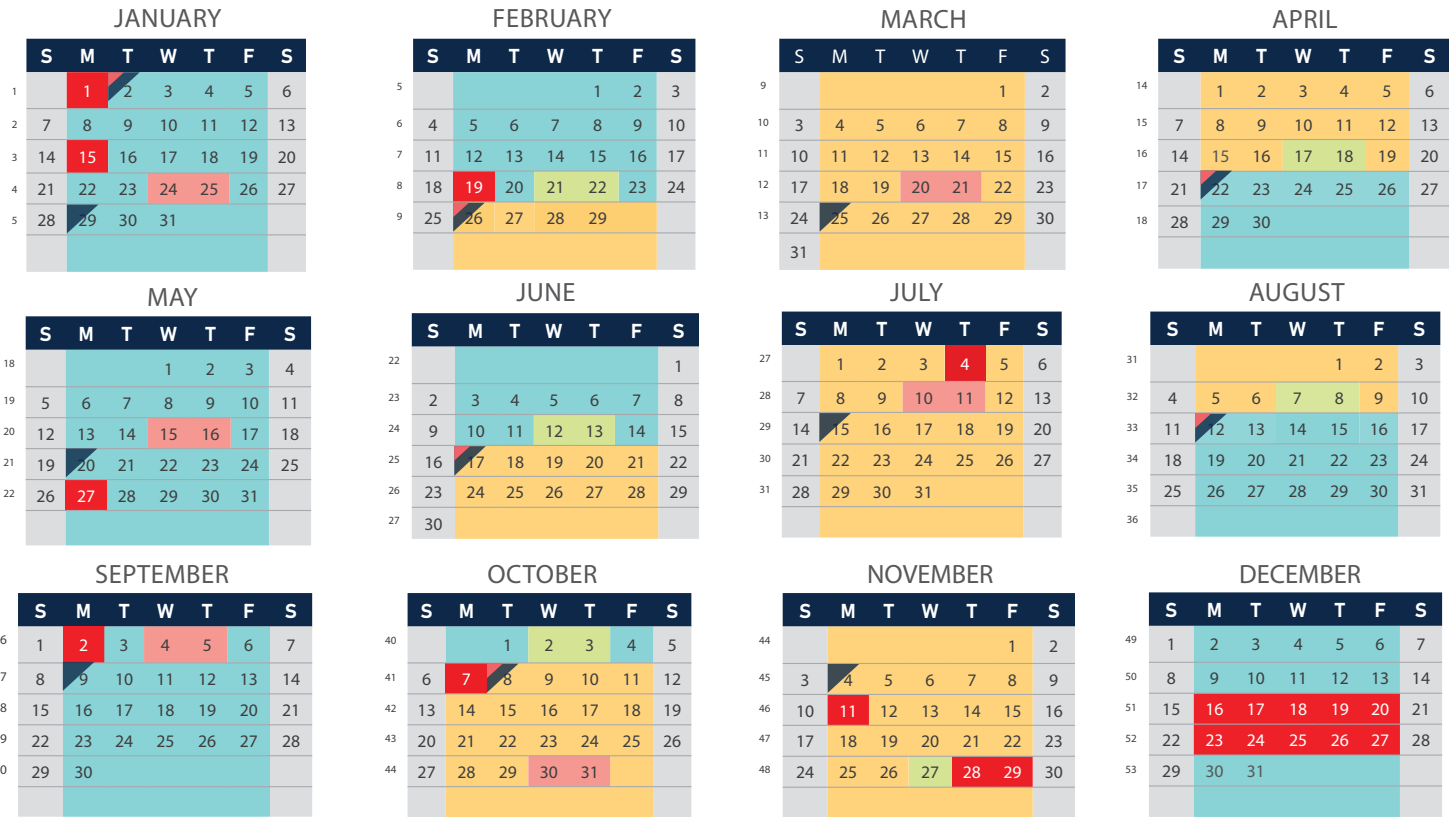 JANUARY
S M T W T F S
1 1 2 3 4 5 6
2 7 8 9 10 11 12 13
3 14 15 16 17 18 19 20
4 21 22 23 24 25 26 27
5 28 29 30 31
FEBRUARY
S M T W T F S
5 1 2 3
6 4 5 6 7 8 9 10
7 11 12 13 14 15 16 17
8 18 19 20 21 22 23 24
9 25 26 27 28 29
MARCH
S M T W T F S
9 1 2
10 3 4 5 6 7 8 9
11 10 11 12 13 14 15 16
12 17 18 19 20 21 22 23
13 24 25 26 27 28 29 30
31
APRIL
S M T W T F S
14 1 2 3 4 5 6
15 7 8 9 10 11 12 13
16 14 15 16 17 18 19 20
17 21 22 23 24 25 26 27
18 28 29 30
MAY
S M T W T F S
18 1 2 3 4
19 5 6 7 8 9 10 11
20 12 13 14 15 16 17 18
21 19 20 21 22 23 24 25
22 26 27 28 29 30 31
JUNE
S M T W T F S
22 1
23 2 3 4 5 6 7 8
24 9 10 11 12 13 14 15
25 16 17 18 19 20 21 22
26 23 24 25 26 27 28 29
27 30
JULY
S M T W T F S
27 1 2 3 4 5 6
28 7 8 9 10 11 12 13
29 14 15 16 17 18 19 20
30 21 22 23 24 25 26 27
31 28 29 30 31
AUGUST
S M T W T F S
31 1 2 3
32 4 5 6 7 8 9 10
33 11 12 13 14 15 16 17
34 18 19 20 21 22 23 24
35 25 26 27 28 29 30 31
36
SEPTEMBER
S M T W T F S
6 1 2 3 4 5 6 7
7 8 9 10 11 12 13 14
8 15 16 17 18 19 20 21
9 22 23 24 25 26 27 28
0 29 30
OCTOBER
S M T W T F S
40 1 2 3 4 5
41 6 7 8 9 10 11 12
42 13 14 15 16 17 18 19
43 20 21 22 23 24 25 26
44 27 28 29 30 31
NOVEMBER
S M T W T F S
44 1 2
45 3 4 5 6 7 8 9
46 10 11 12 13 14 15 16
47 17 18 19 20 21 22 23
48 24 25 26 27 28 29 30
DECEMBER
S M T W T F S
49 1 2 3 4 5 6 7
50 8 9 10 11 12 13 14
51 15 16 17 18 19 20 21
52 22 23 24 25 26 27 28
53 29 30 31